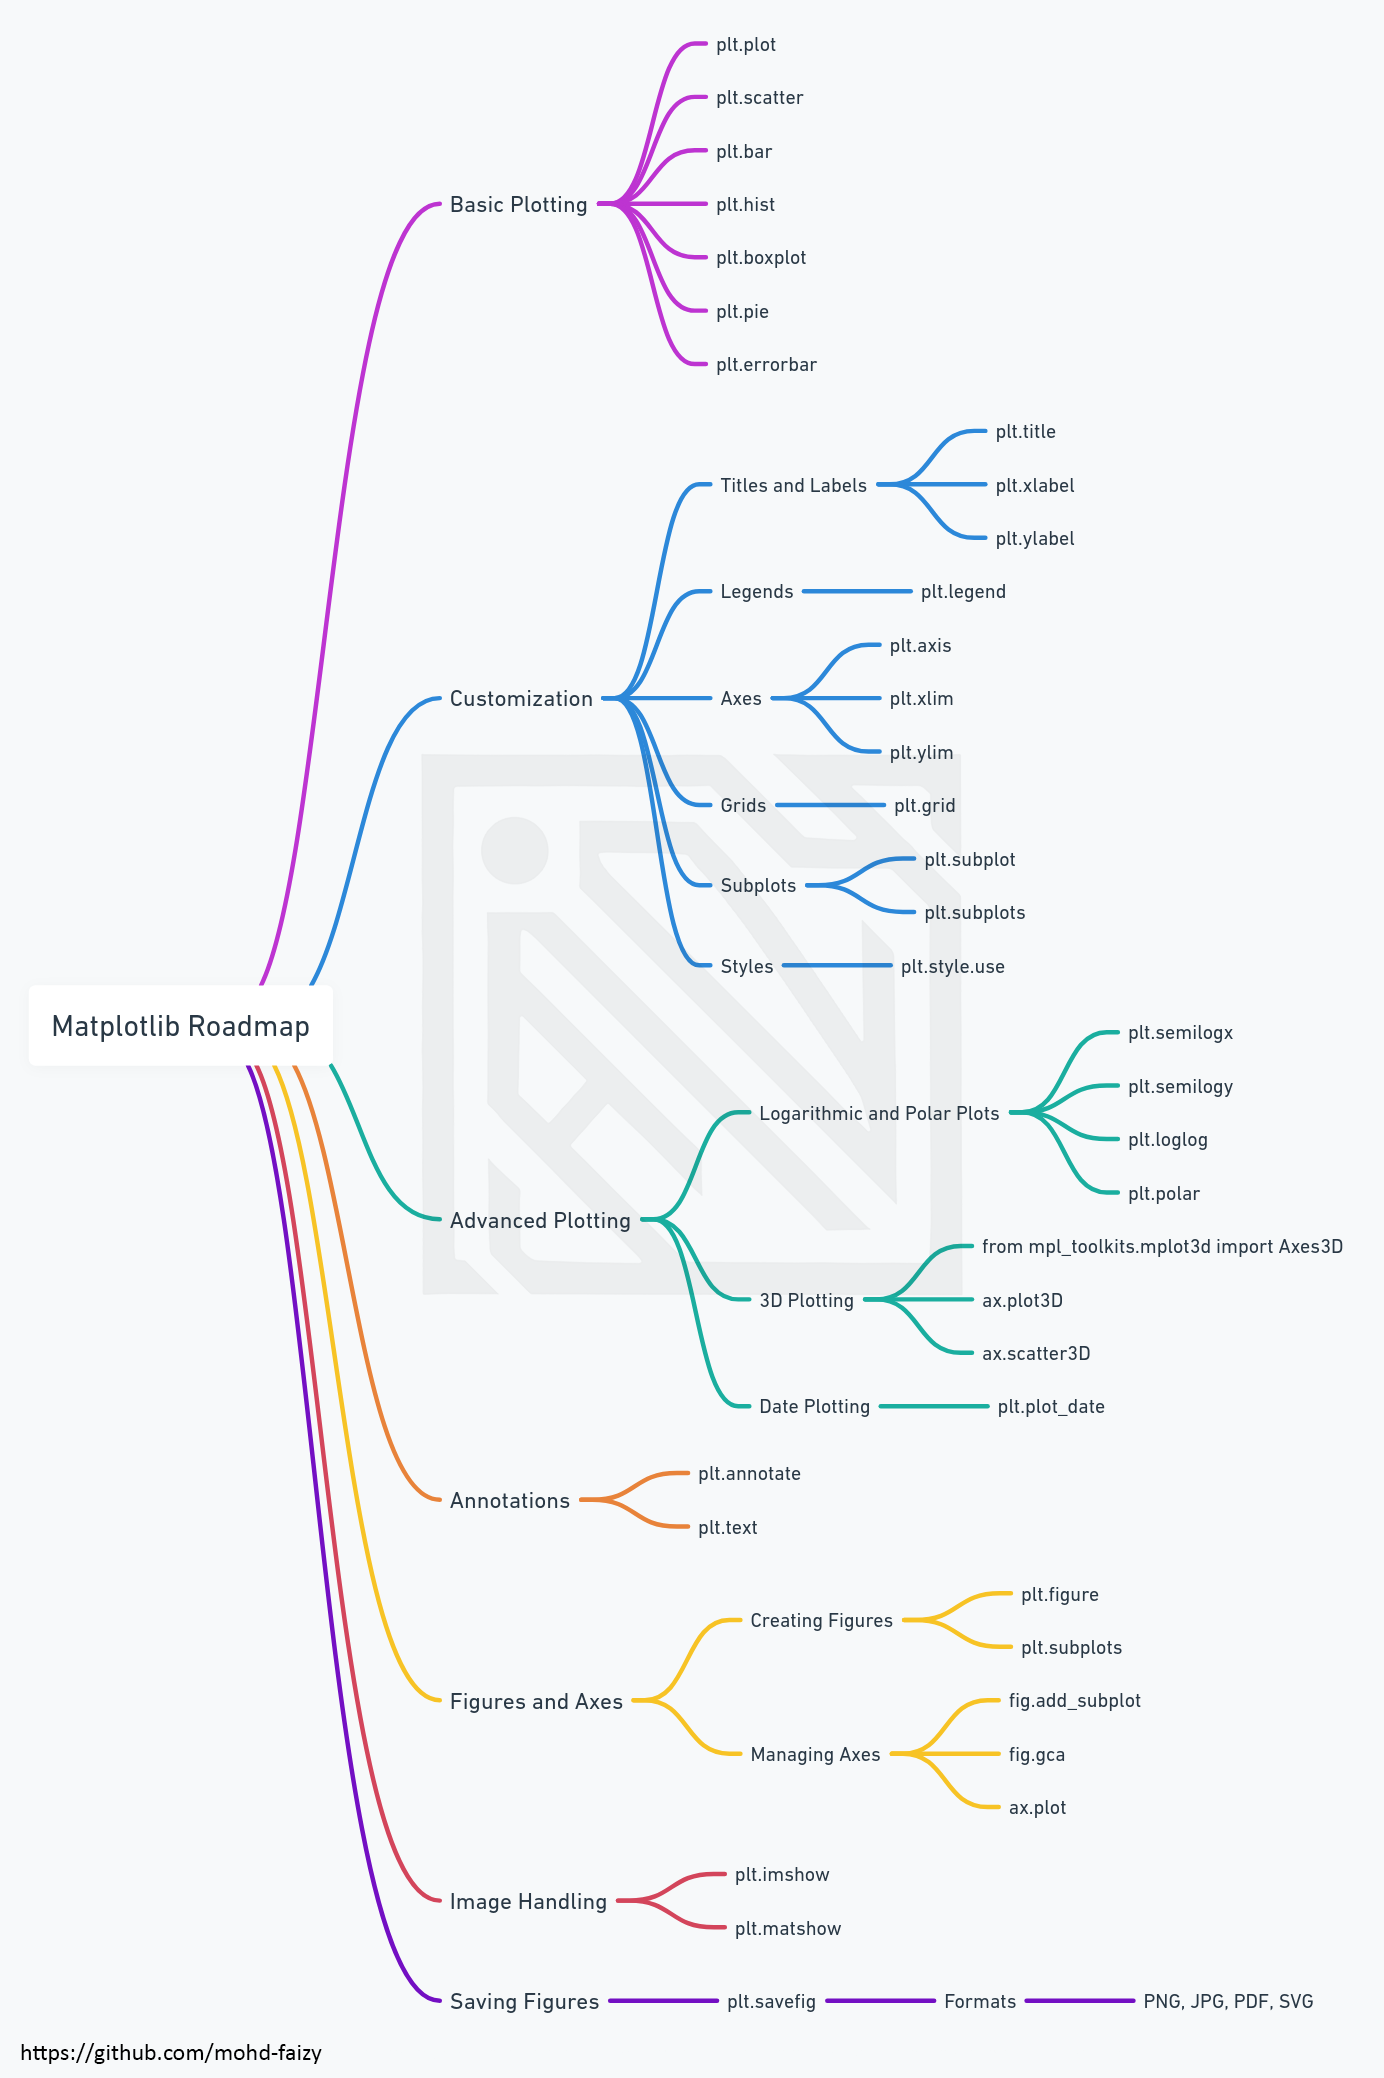 Matplotlib Roadmap
Basic Plotting
plt.plot
plt.scatter
plt.bar
plt.hist
plt.boxplot
plt.pie
plt.errorbar
Customization
Titles and Labels
plt.title
plt.xlabel
plt.ylabel
Legends
plt.legend
Axes
plt.axis
plt.xlim
plt.ylim
Grids
plt.grid
Subplots
plt.subplot
plt.subplots
Styles
plt.style.use
Advanced Plotting
Logarithmic and Polar Plots
plt.semilogx
plt.semilogy
plt.loglog
plt.polar
3D Plotting
from mpl_toolkits.mplot3d import Axes3D
ax.plot3D
ax.scatter3D
Date Plotting
plt.plot_date
Annotations
plt.annotate
plt.text
Figures and Axes
Creating Figures
plt.figure
plt.subplots
Managing Axes
fig.add_subplot
fig.gca
ax.plot
Image Handling
plt.imshow
plt.matshow
Saving Figures
plt.savefig
Formats
PNG, JPG, PDF, SVG
https://github.com/mohd-faizy